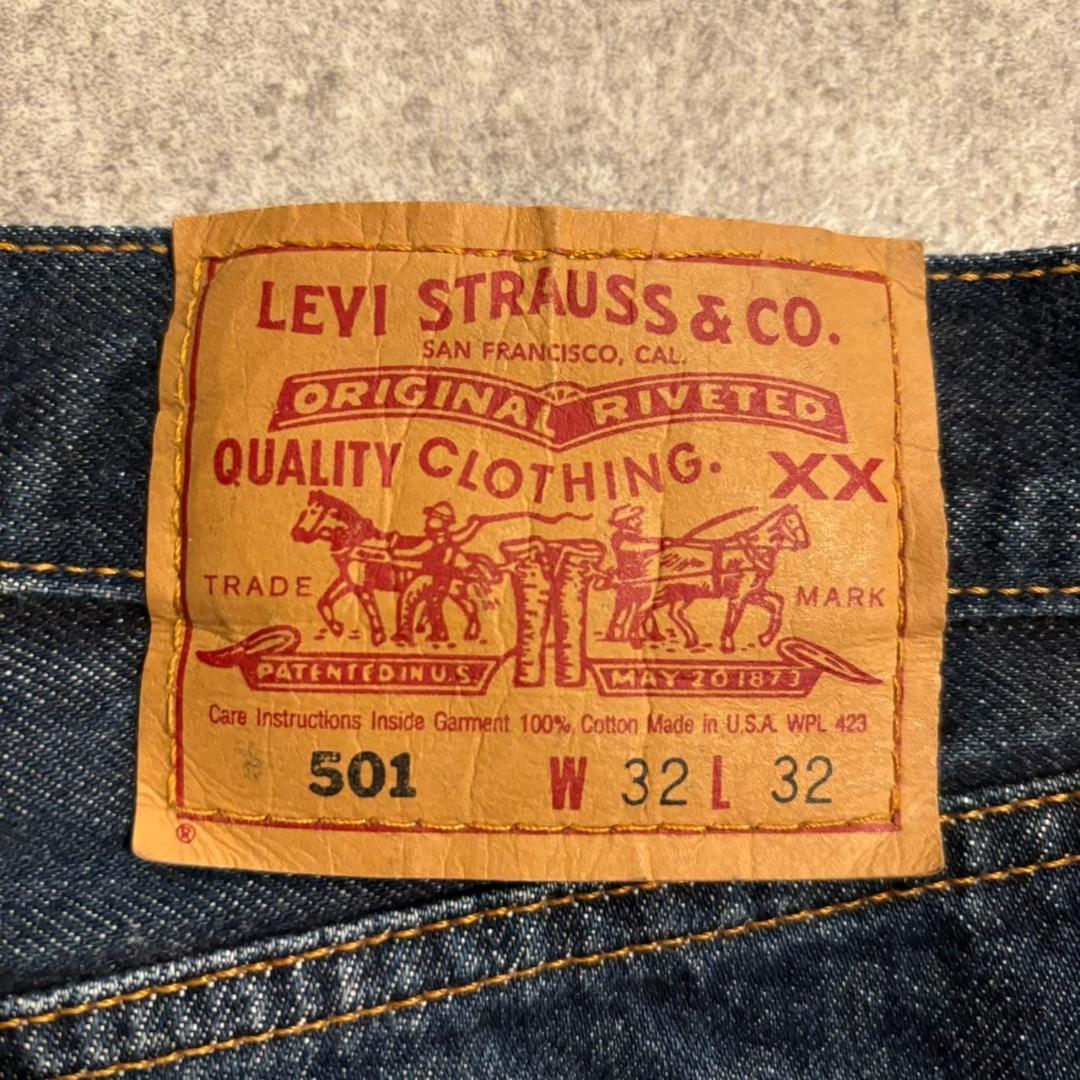 LEVI STRAUSS & CO.
SAN FRANCISCO, CAL.
ORIGINAL RIVETED
QUALITY CLOTHING. XX
TRADE MARK
PATENTED IN U.S. MAY 20 1873
Care Instructions Inside Garment 100% Cotton Made in U.S.A. WPL 423
501 W 32 L 32
®